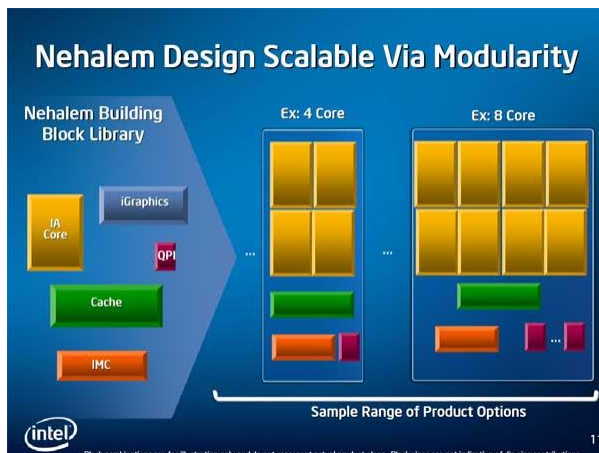 Nehalem Design Scalable Via Modularity
Nehalem Building
Block Library
Ex: 4 Core
Ex: 8 Core
IA
Core
iGraphics
QPI
Cache
IMC
...
...
...
Sample Range of Product Options
intel
11